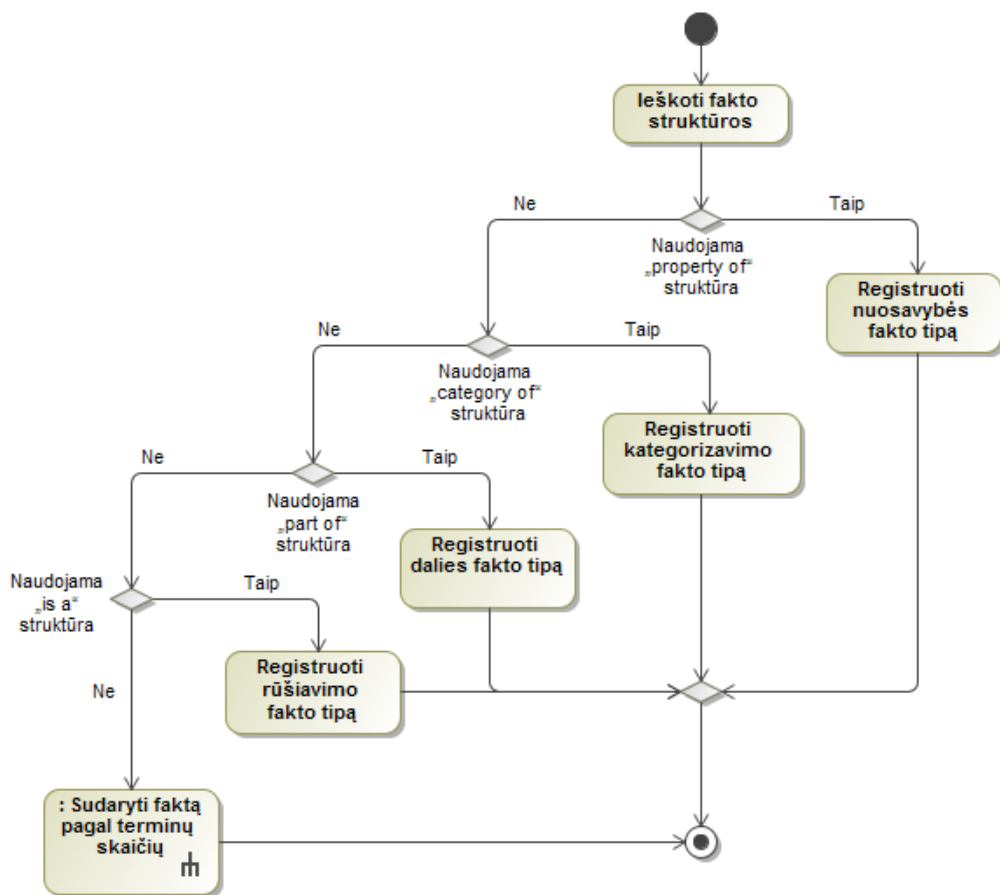 Ieškoti fakto
struktūros
Ne
Taip
Naudojama
„property of“
struktūra
Registruoti
nuosavybės
fakto tipą
Ne
Taip
Naudojama
„category of“
struktūra
Registruoti
kategorizavimo
fakto tipą
Ne
Taip
Naudojama
„part of“
struktūra
Registruoti
dalies fakto tipą
Naudojama
„is a“
struktūra
Taip
Registruoti
rūšiavimo
fakto tipą
Ne
: Sudaryti faktą
pagal terminų
skaičių